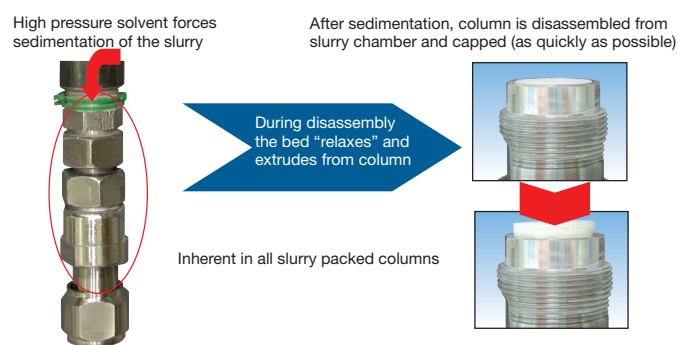 High pressure solvent forces
sedimentation of the slurry
After sedimentation, column is disassembled from
slurry chamber and capped (as quickly as possible)
During disassembly
the bed “relaxes” and
extrudes from column
Inherent in all slurry packed columns